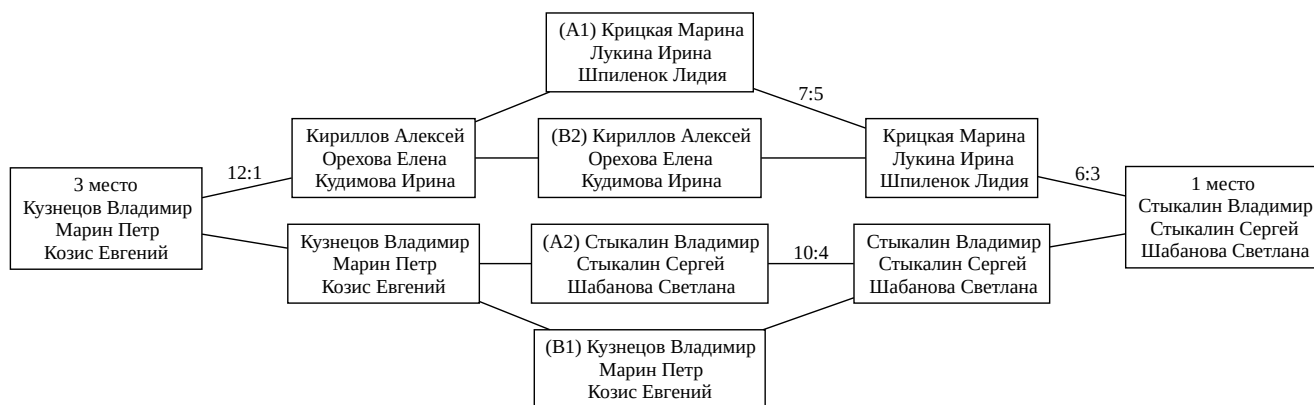 (A1) Крицкая Марина
Лукина Ирина
Шпиленок Лидия
7:5
Кириллов Алексей
Орехова Елена
Кудимова Ирина
(B2) Кириллов Алексей
Орехова Елена
Кудимова Ирина
Крицкая Марина
Лукина Ирина
Шпиленок Лидия
12:1
6:3
3 место
Кузнецов Владимир
Марин Петр
Козис Евгений
1 место
Стыкалин Владимир
Стыкалин Сергей
Шабанова Светлана
Кузнецов Владимир
Марин Петр
Козис Евгений
(A2) Стыкалин Владимир
Стыкалин Сергей
Шабанова Светлана
10:4
Стыкалин Владимир
Стыкалин Сергей
Шабанова Светлана
(B1) Кузнецов Владимир
Марин Петр
Козис Евгений